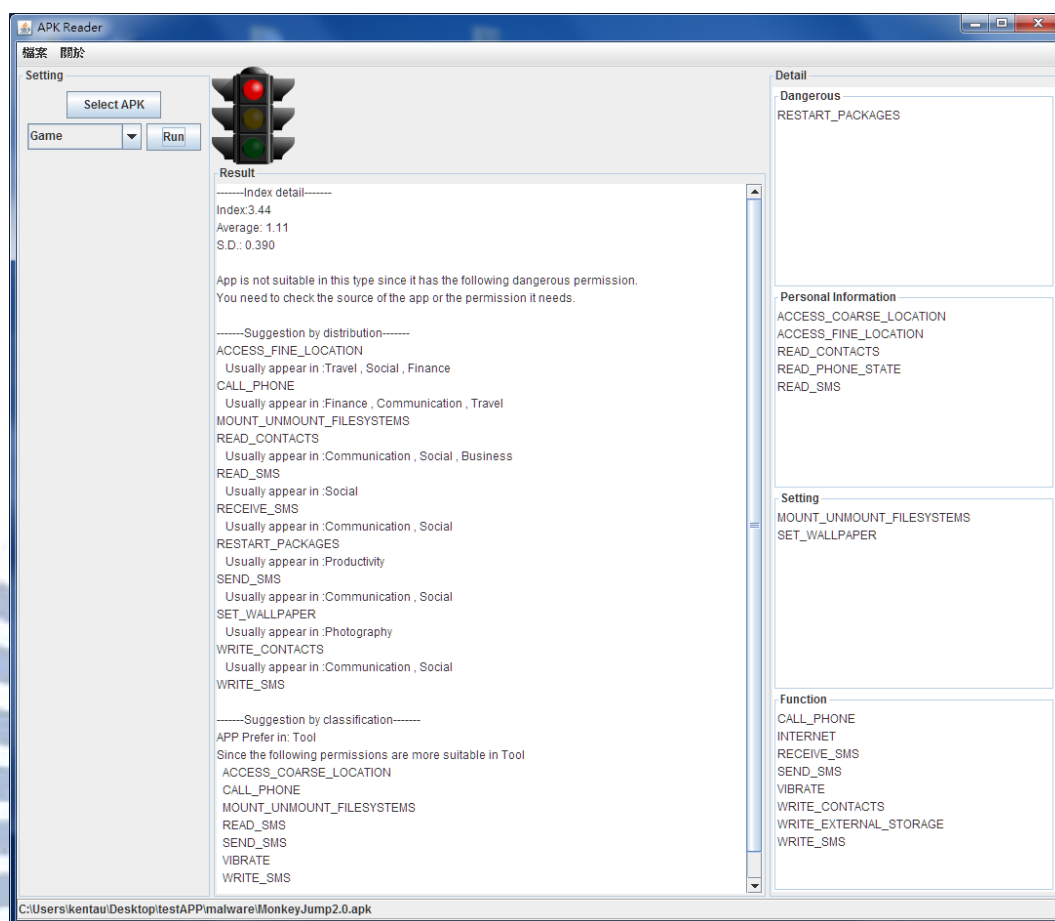 APK Reader
檔案 關於
Setting
Select APK
Game
Run
Result
-------Index detail-------
Index:3.44
Average: 1.11
S.D.: 0.390
App is not suitable in this type since it has the following dangerous permission.
You need to check the source of the app or the permission it needs.
-------Suggestion by distribution-------
ACCESS_FINE_LOCATION
Usually appear in :Travel , Social , Finance
CALL_PHONE
Usually appear in :Finance , Communication , Travel
MOUNT_UNMOUNT_FILESYSTEMS
READ_CONTACTS
Usually appear in :Communication , Social , Business
READ_SMS
Usually appear in :Social
RECEIVE_SMS
Usually appear in :Communication , Social
RESTART_PACKAGES
Usually appear in :Productivity
SEND_SMS
Usually appear in :Communication , Social
SET_WALLPAPER
Usually appear in :Photography
WRITE_CONTACTS
Usually appear in :Communication , Social
WRITE_SMS
-------Suggestion by classification-------
APP Prefer in: Tool
Since the following permissions are more suitable in Tool
ACCESS_COARSE_LOCATION
CALL_PHONE
MOUNT_UNMOUNT_FILESYSTEMS
READ_SMS
SEND_SMS
VIBRATE
WRITE_SMS
Detail
Dangerous
RESTART_PACKAGES
Personal Information
ACCESS_COARSE_LOCATION
ACCESS_FINE_LOCATION
READ_CONTACTS
READ_PHONE_STATE
READ_SMS
Setting
MOUNT_UNMOUNT_FILESYSTEMS
SET_WALLPAPER
Function
CALL_PHONE
INTERNET
RECEIVE_SMS
SEND_SMS
VIBRATE
WRITE_CONTACTS
WRITE_EXTERNAL_STORAGE
WRITE_SMS
C:\Users\kentau\Desktop\testAPP\malware\MonkeyJump2.0.apk